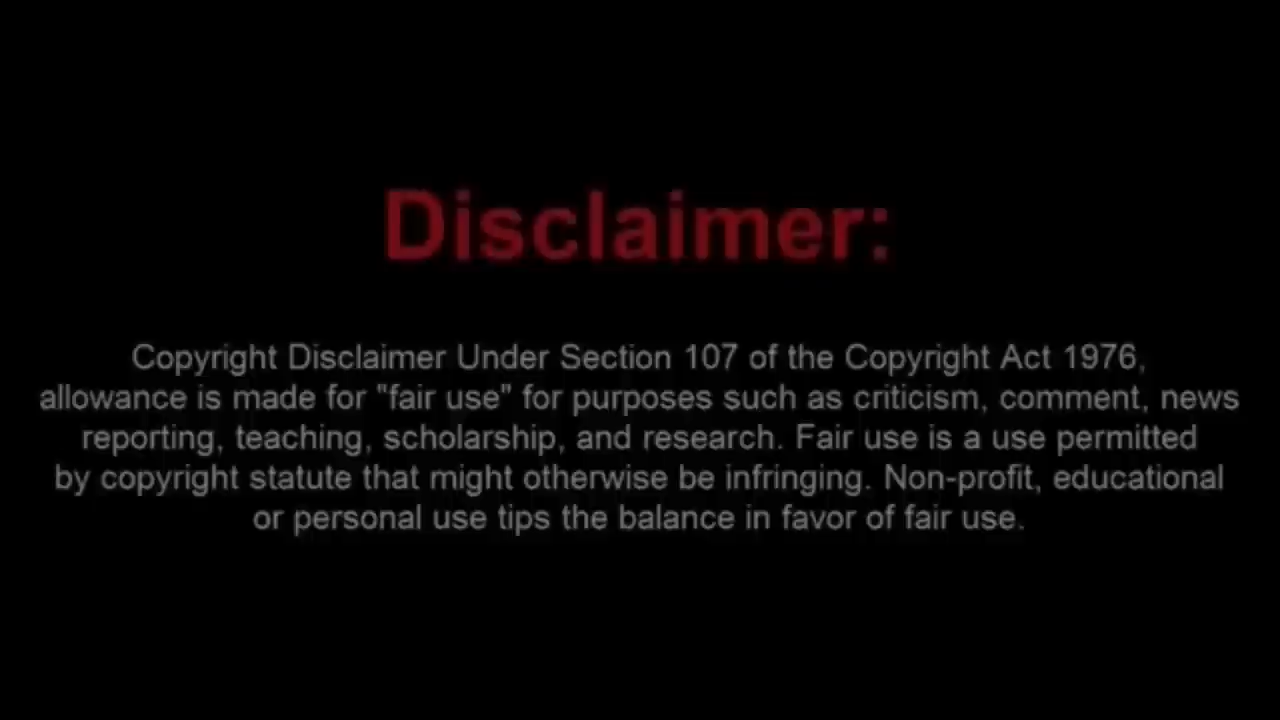 Disclaimer:
Copyright Disclaimer Under Section 107 of the Copyright Act 1976,
allowance is made for "fair use" for purposes such as criticism, comment, news
reporting, teaching, scholarship, and research. Fair use is a use permitted
by copyright statute that might otherwise be infringing. Non-profit, educational
or personal use tips the balance in favor of fair use.